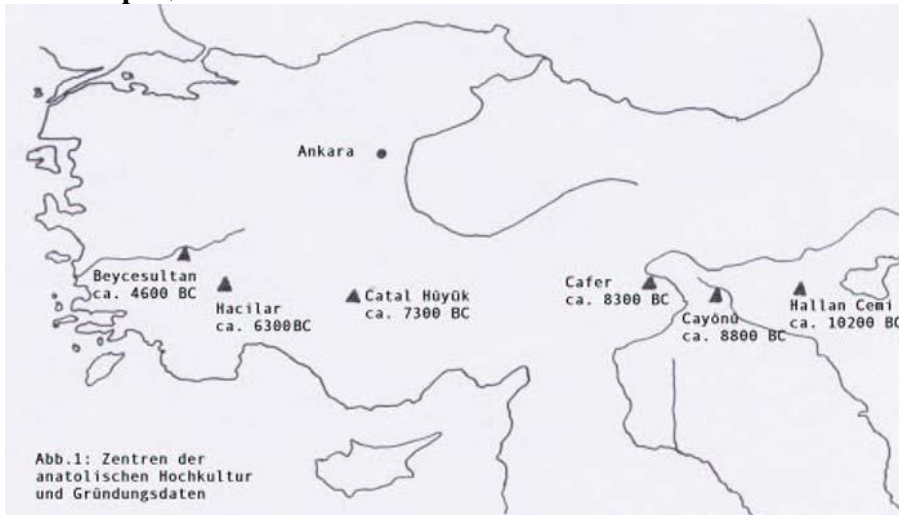 Ankara
Beycesultan
ca. 4600 BC
Hacilar
ca. 6300BC
Catal Hüyük
ca. 7300 BC
Cafer
ca. 8300 BC
Cayönü
ca. 8800 BC
Hallan Cemi
ca. 10200 BC
Abb.1: Zentren der
anatolischen Hochkultur
und Gründungsdaten